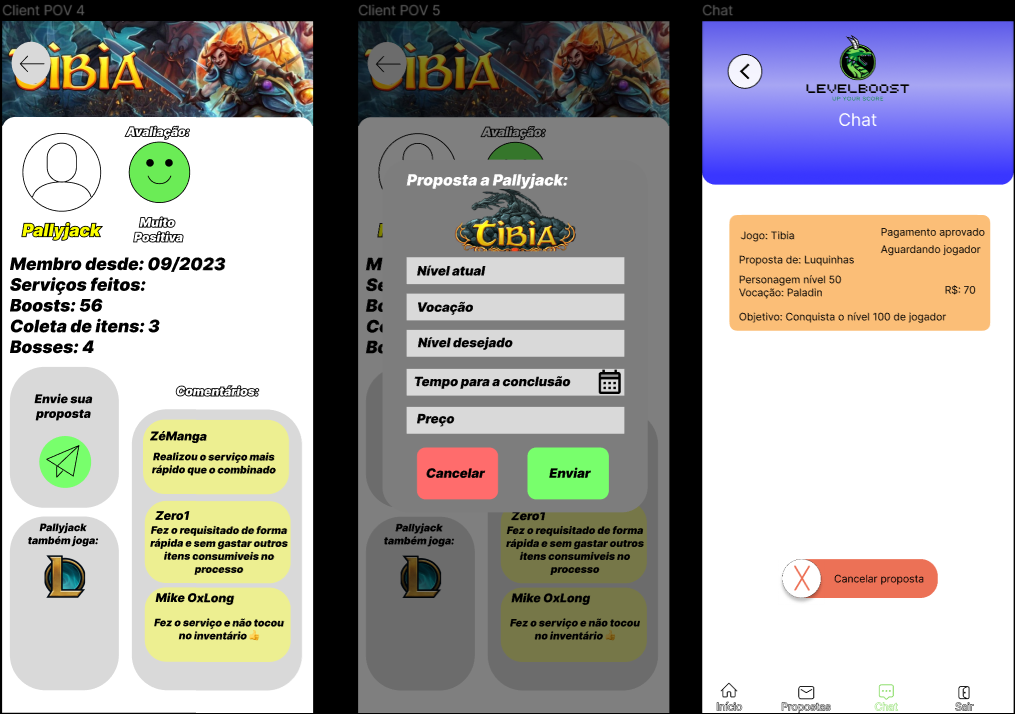 Client POV 4
TIBIA
Avaliação:
Pallyjack
Muito
Positiva
Membro desde: 09/2023
Serviços feitos:
Boosts: 56
Coleta de itens: 3
Bosses: 4
Envie sua
proposta
Pallyjack
também joga:
L
Comentários:
ZéManga
Realizou o serviço mais
rápido que o combinado
Zero1
Fez o requisitado de forma
rápida e sem gastar outros
itens consumiveis no
processo
Mike OxLong
Fez o serviço e não tocou
no inventário 👍
Client POV 5
TIBIA
Avaliação:
Proposta a Pallyjack:
TIBIA
Nível atual
Vocação
Nível desejado
Tempo para a conclusão
Preço
Cancelar
Enviar
P
M
Se
Bo
Co
Bo
Pallyjack
também joga:
L
Zero1
Fez o requisitado de forma
rápida e sem gastar outros
itens consumiveis no
processo
Mike OxLong
Fez o serviço e não tocou
no inventário 👍
Chat
LEVELBOOST
UP YOUR SCORE
Chat
Jogo: Tibia
Pagamento aprovado
Aguardando jogador
Proposta de: Luquinhas
Personagem nível 50
Vocação: Paladin
R$: 70
Objetivo: Conquista o nível 100 de jogador
Cancelar proposta
Início
Propostas
Chat
Sair